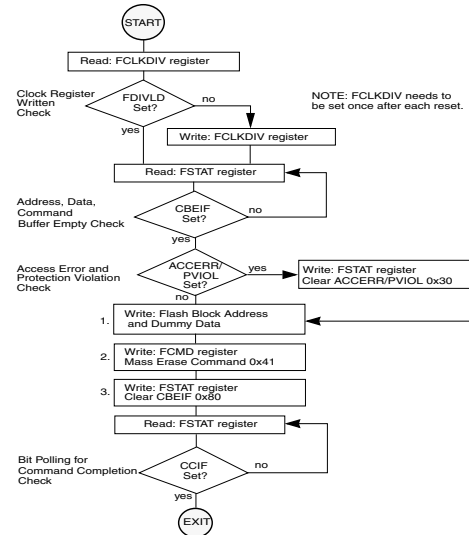 START
Read: FCLKDIV register
Clock Register
Written
Check
FDIVLD
Set?
no
yes
NOTE: FCLKDIV needs to
be set once after each reset.
Write: FCLKDIV register
Read: FSTAT register
Address, Data,
Command
Buffer Empty Check
CBEIF
Set?
no
yes
Access Error and
Protection Violation
Check
ACCERR/
PVIOL
Set?
yes
no
Write: FSTAT register
Clear ACCERR/PVIOL 0x30
1.
Write: Flash Block Address
and Dummy Data
2.
Write: FCMD register
Mass Erase Command 0x41
3.
Write: FSTAT register
Clear CBEIF 0x80
Read: FSTAT register
Bit Polling for
Command Completion
Check
CCIF
Set?
no
yes
EXIT